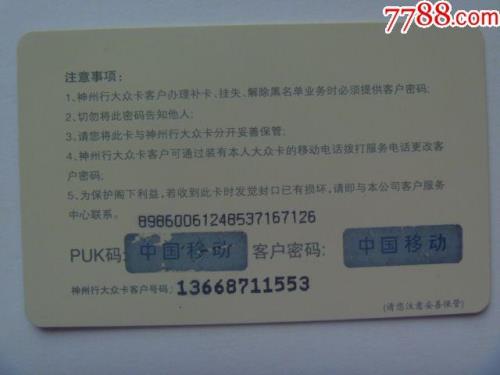 7788.com
注意事项：
1、神州行大众卡客户办理补卡、挂失、解除黑名单业务时必须提供客户密码；
2、切勿将此密码告知他人；
3、请您将此卡与神州行大众卡分开妥善保管；
4、神州行大众卡客户可通过装有本人大众卡的移动电话拨打服务电话更改客
户密码；
5、为保护阁下利益，若收到此卡时发觉封口已有损坏，请即与本公司客户服务
中心联系。
89860061248537167126
PUK码： 中国移动 客户密码： 中国移动
神州行大众卡客户号码： 13668711553
(请您注意妥善保管)